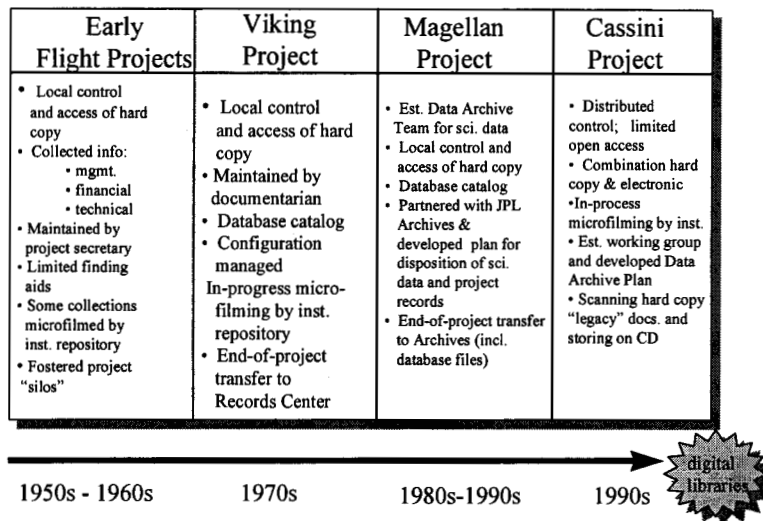 Early
Flight Projects
• Local control
and access of hard
copy
• Collected info:
• mgmt.
• financial
• technical
• Maintained by
project secretary
• Limited finding
aids
• Some collections
microfilmed by
inst. repository
• Fostered project
"silos"
Viking
Project
• Local control
and access of hard
copy
• Maintained by
documentarian
• Database catalog
• Configuration
managed
In-progress micro-
filming by inst.
repository
• End-of-project
transfer to
Records Center
Magellan
Project
• Est. Data Archive
Team for sci. data
• Local control and
access of hard copy
• Database catalog
• Partnered with JPL
Archives &
developed plan for
disposition of sci.
data and project
records
• End-of-project transfer
to Archives (incl.
database files)
Cassini
Project
• Distributed
control; limited
open access
• Combination hard
copy & electronic
•In-process
microfilming by inst.
• Est. working group
and developed Data
Archive Plan
• Scanning hard copy
"legacy" docs. and
storing on CD
1950s - 1960s
1970s
1980s-1990s
1990s
digital
libraries